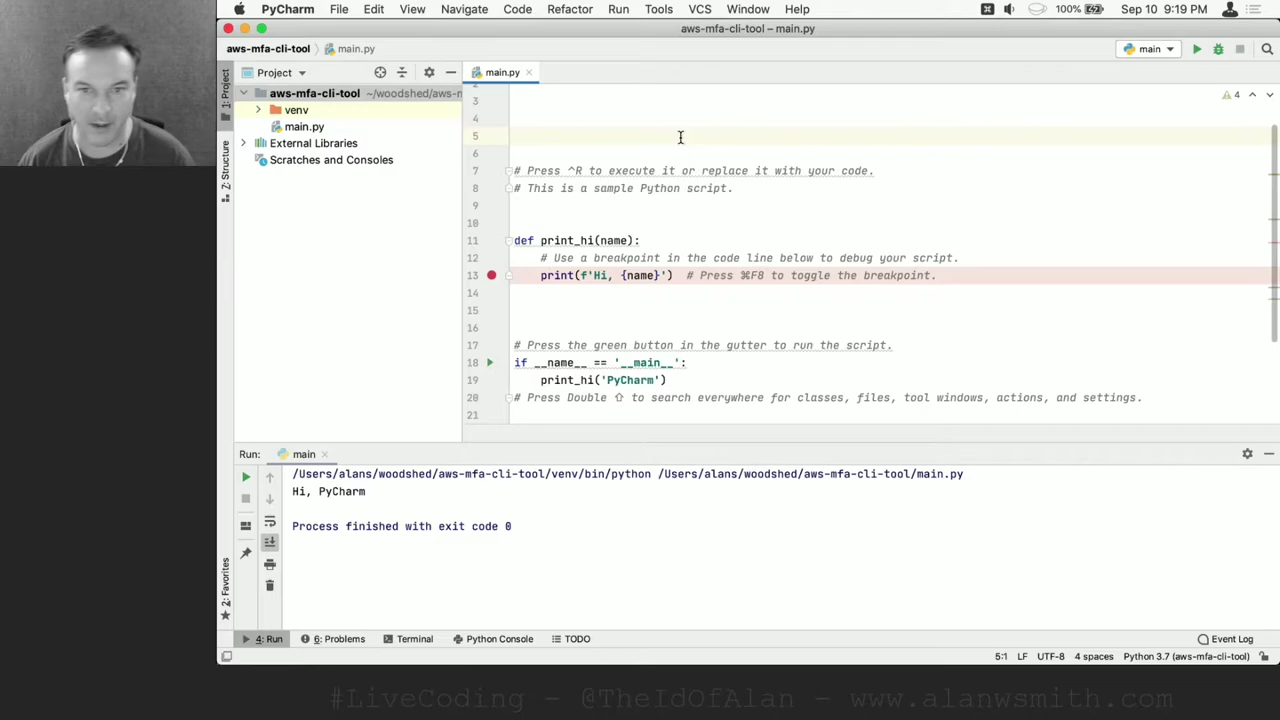 PyCharm File Edit View Navigate Code Refactor Run Tools VCS Window Help 100% Sep 10 9:19 PM
aws-mfa-cli-tool – main.py
aws-mfa-cli-tool main.py main
Project main.py
1: Project
Z: Structure
2: Favorites
aws-mfa-cli-tool ~/woodshed/aws-m
venv
main.py
External Libraries
Scratches and Consoles
4
3
4
5
6
7 # Press ^R to execute it or replace it with your code.
8 # This is a sample Python script.
9
10
11 def print_hi(name):
12 # Use a breakpoint in the code line below to debug your script.
13 print(f'Hi, {name}') # Press ⌘F8 to toggle the breakpoint.
14
15
16
17 # Press the green button in the gutter to run the script.
18 if __name__ == '__main__':
19 print_hi('PyCharm')
20 # Press Double ⇧ to search everywhere for classes, files, tool windows, actions, and settings.
21
Run: main
/Users/alans/woodshed/aws-mfa-cli-tool/venv/bin/python /Users/alans/woodshed/aws-mfa-cli-tool/main.py
Hi, PyCharm
Process finished with exit code 0
4: Run 6: Problems Terminal Python Console TODO Event Log
5:1 LF UTF-8 4 spaces Python 3.7 (aws-mfa-cli-tool)
#LiveCoding - @TheIdOfAlan - www.alanwsmith.com